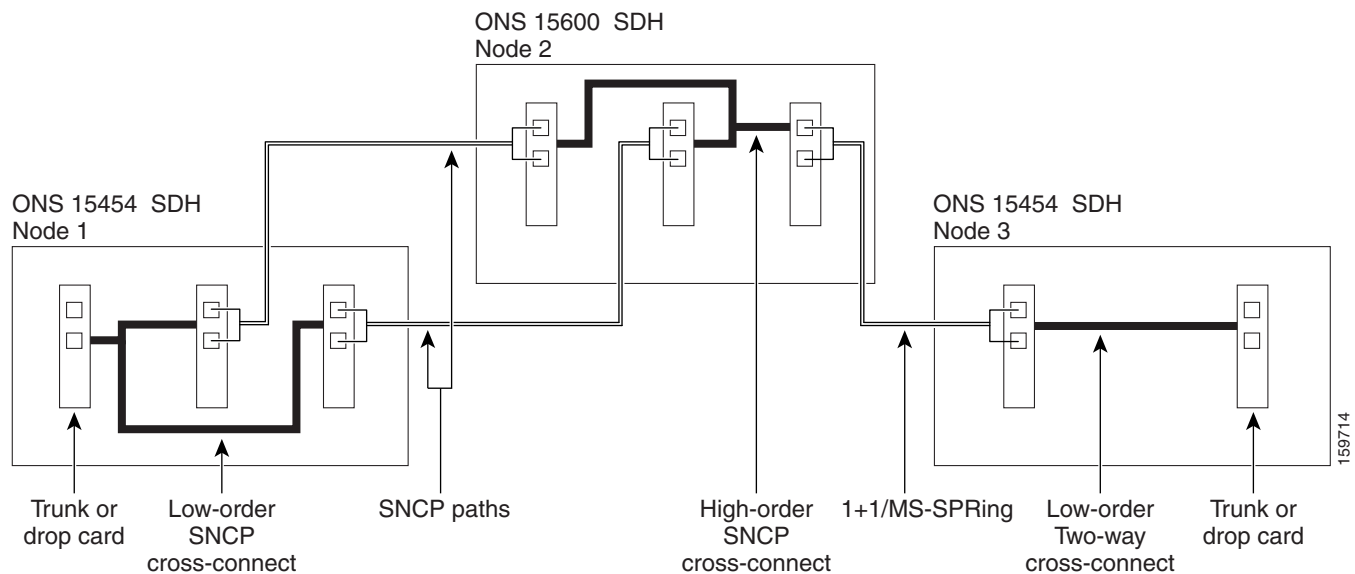 ONS 15600 SDH
Node 2
ONS 15454 SDH
Node 1
ONS 15454 SDH
Node 3
159714
Trunk or
drop card
Low-order
SNCP
cross-connect
SNCP paths
High-order
SNCP
cross-connect
1+1/MS-SPRing
Low-order
Two-way
cross-connect
Trunk or
drop card